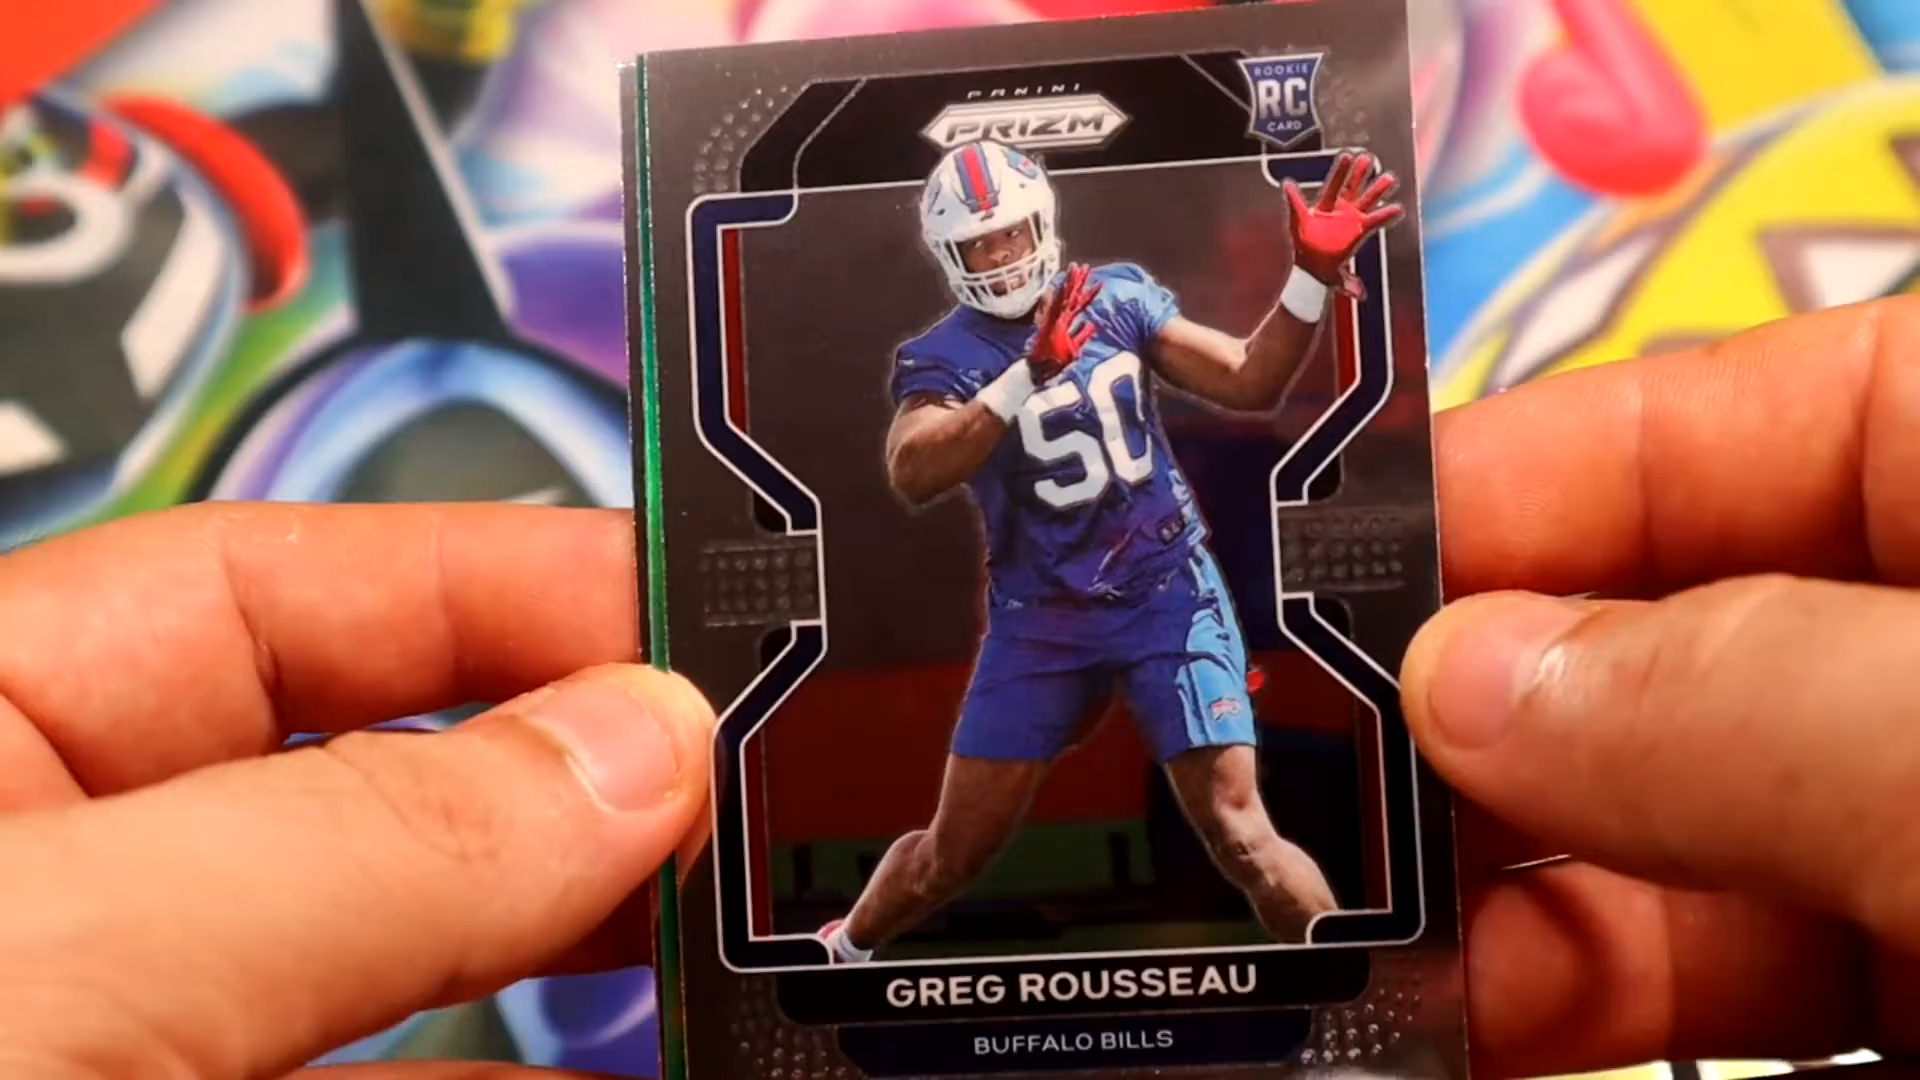 PANINI
PRIZM
ROOKIE
RC
CARD
50
GREG ROUSSEAU
BUFFALO BILLS